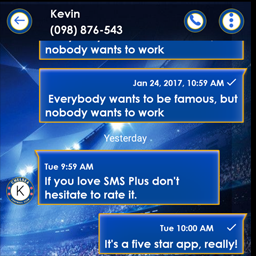 Kevin
(098) 876-543
nobody wants to work
Jan 24, 2017, 10:59 AM
Everybody wants to be famous, but
nobody wants to work
Yesterday
Tue 9:59 AM
If you love SMS Plus don't
hesitate to rate it.
K
Tue 10:00 AM
It's a five star app, really!